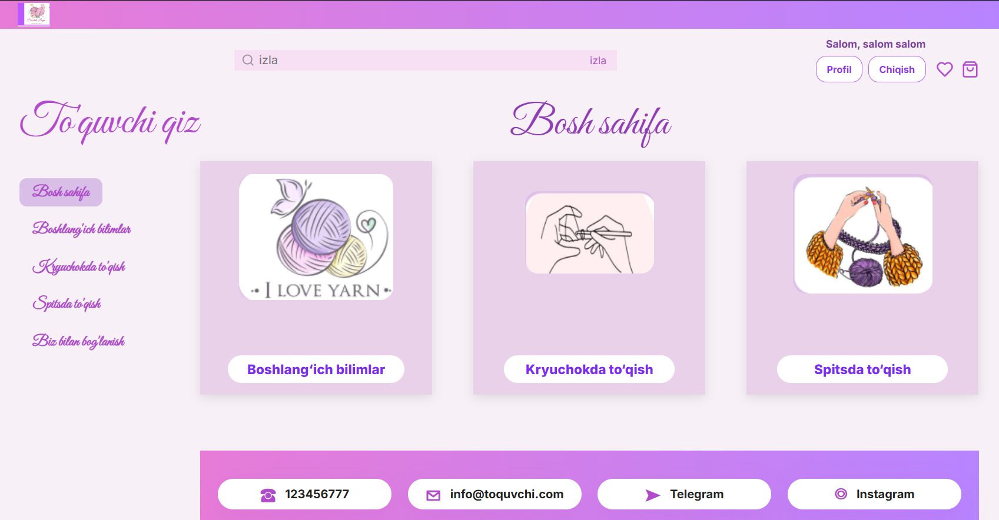 Salom, salom salom
izla izla
Profil Chiqish
To'quvchi qiz
Bosh sahifa
Bosh sahifa
Boshlang'ich bilimlar
Kryuchokda to'qish
Spitsda to'qish
Biz bilan bog'lanish
I LOVE YARN
Boshlang‘ich bilimlar
Kryuchokda to‘qish
Spitsda to‘qish
123456777
info@toquvchi.com
Telegram
Instagram